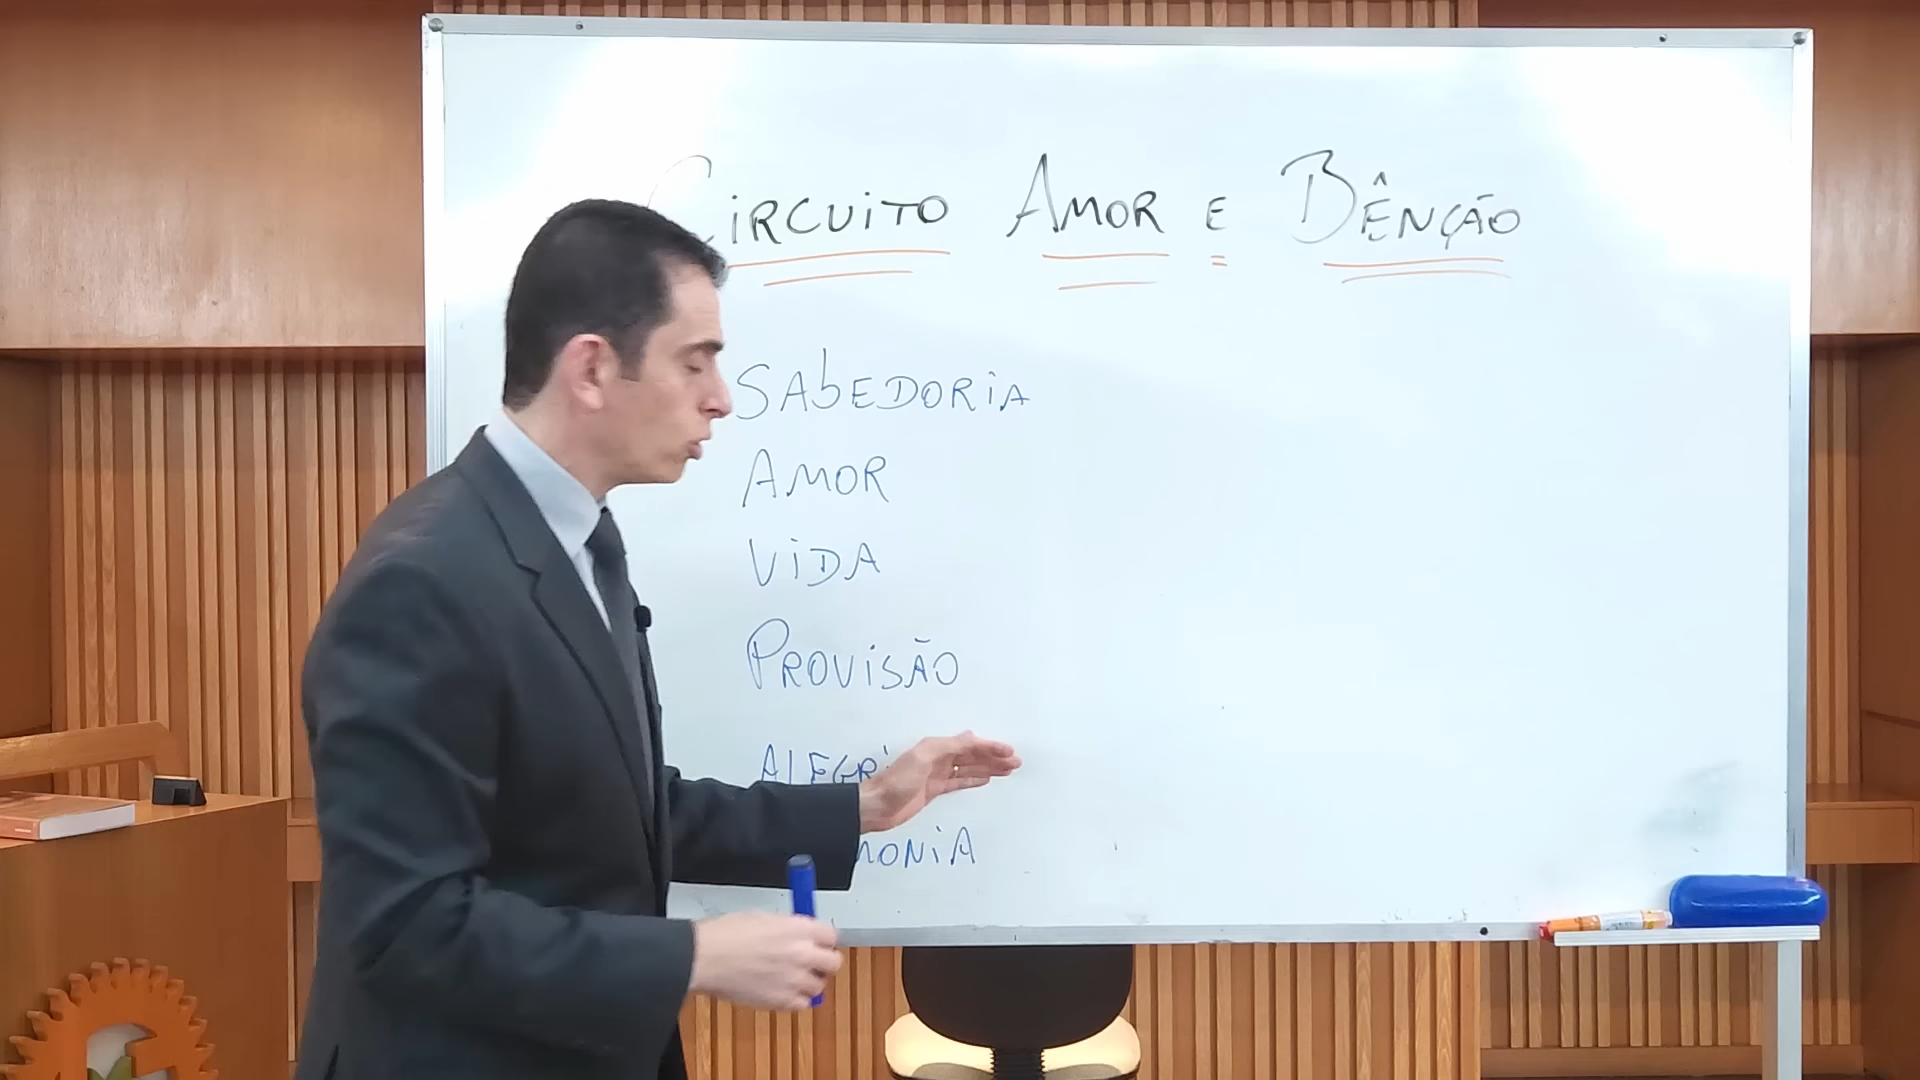 CIRCUITO AMOR E BÊNÇÃO
SAbEDORIA
AMOR
VIDA
PROVISÃO